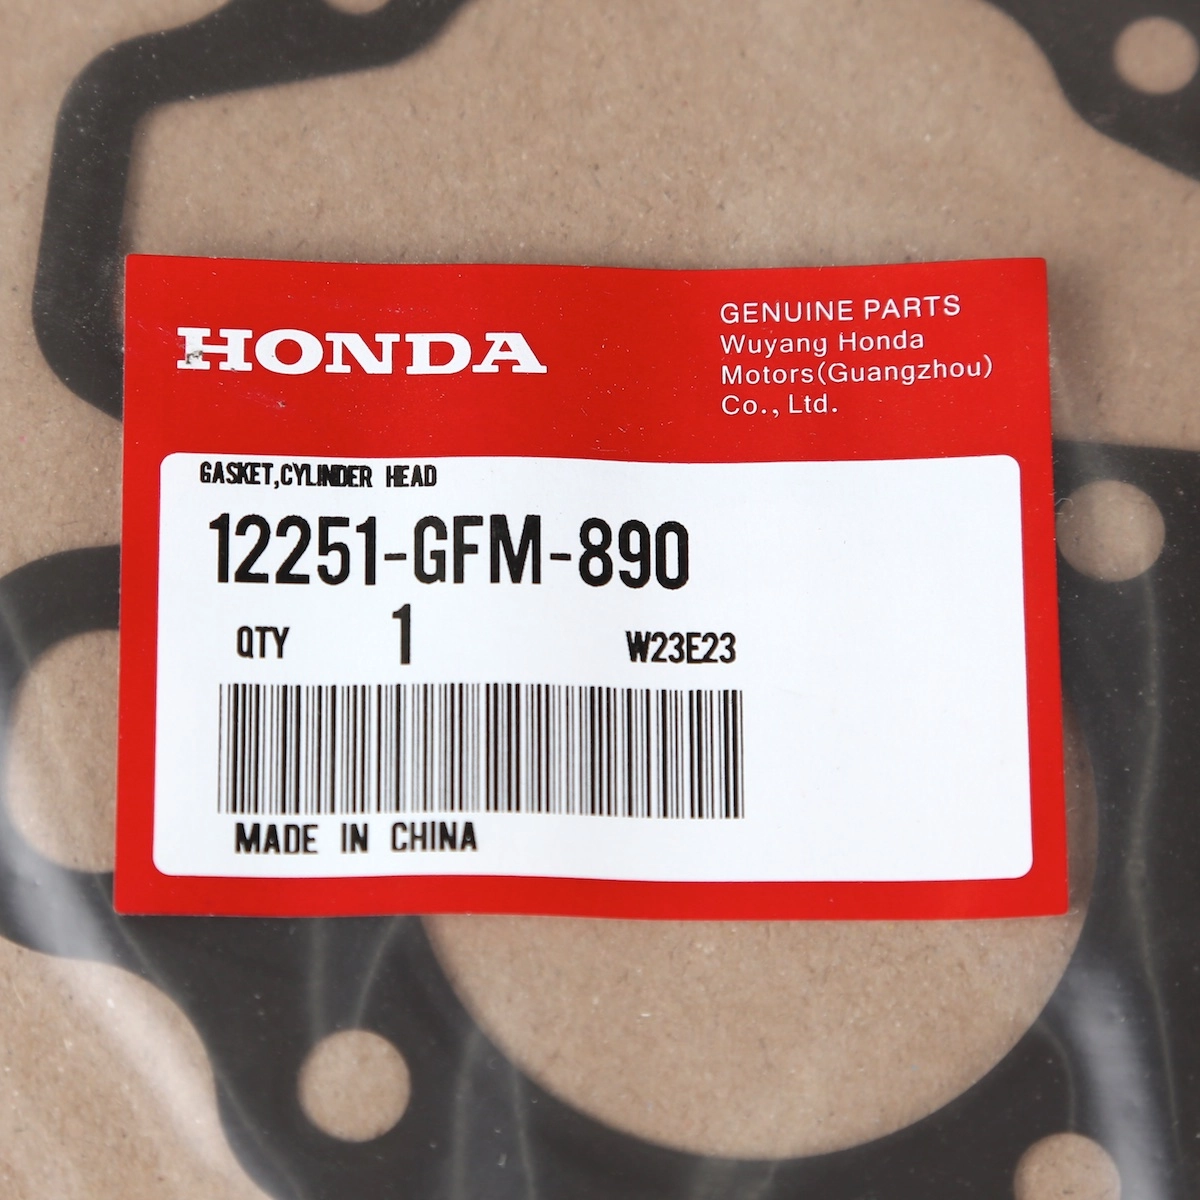 HONDA
GENUINE PARTS
Wuyang Honda
Motors(Guangzhou)
Co., Ltd.
GASKET,CYLINDER HEAD
12251-GFM-890
QTY 1 W23E23
MADE IN CHINA